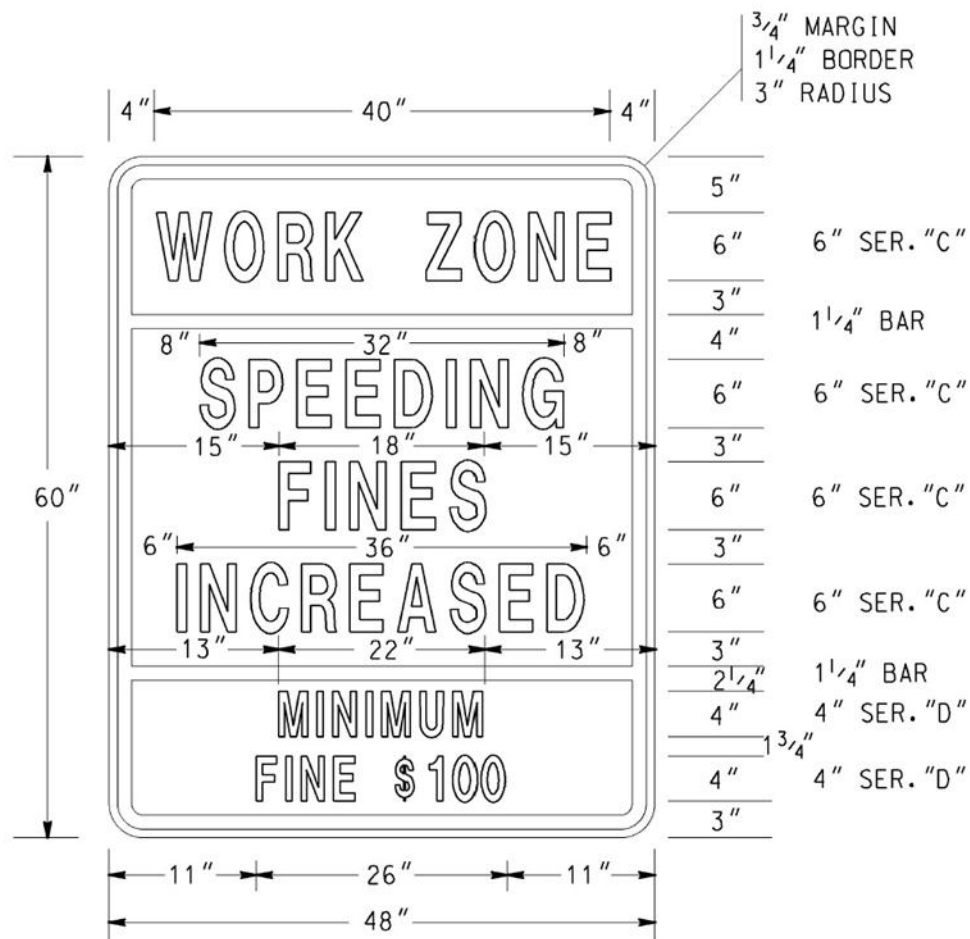 3/4" MARGIN
1 1/4" BORDER
3" RADIUS
4" 40" 4"
5"
WORK ZONE
6" 6" SER."C"
3"
1 1/4" BAR
4"
8" 32" 8"
SPEEDING
6" 6" SER."C"
15" 18" 15"
3"
60"
FINES
6" 6" SER."C"
6" 36" 6"
3"
INCREASED
6" 6" SER."C"
13" 22" 13"
3"
2 1/4" 1 1/4" BAR
MINIMUM
4" 4" SER."D"
1 3/4"
FINE $100
4" 4" SER."D"
3"
11" 26" 11"
48"